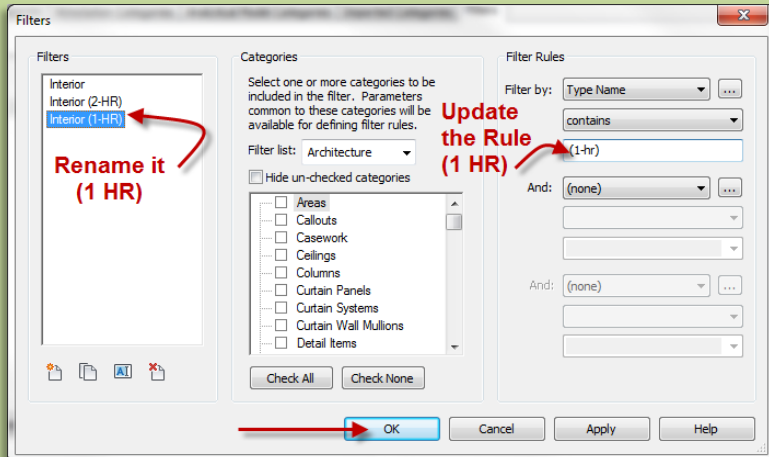 Filters
Filters
Interior
Interior (2-HR)
Interior (1-HR)
Rename it
(1 HR)
Categories
Select one or more categories to be
included in the filter. Parameters
common to these categories will be
available for defining filter rules.
Filter list: Architecture
Hide un-checked categories
Areas
Callouts
Casework
Ceilings
Columns
Curtain Panels
Curtain Systems
Curtain Wall Mullions
Detail Items
Check All Check None
Update
the Rule
(1 HR)
Filter Rules
Filter by: Type Name ...
contains
(1-hr)
And: (none) ...
And: (none) ...
OK Cancel Apply Help